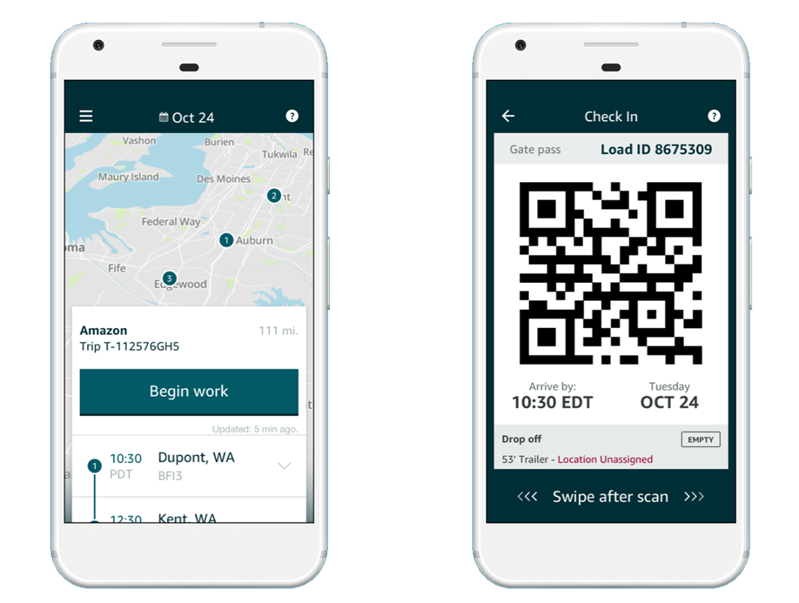 Oct 24
?
Vashon
Burien
Tukwila
Re
Maury Island
Des Moines
2
nt
Federal Way
1
Auburn
oma
Fife
3
Edgewood
Amazon
111 mi.
Trip T-112576GH5
Begin work
Updated: 5 min ago.
1
10:30
PDT
Dupont, WA
BFI3
12:30
Kent, WA
Check In
?
Gate pass
Load ID 8675309
Arrive by:
10:30 EDT
Tuesday
OCT 24
Drop off
EMPTY
53' Trailer - Location Unassigned
<<< Swipe after scan >>>